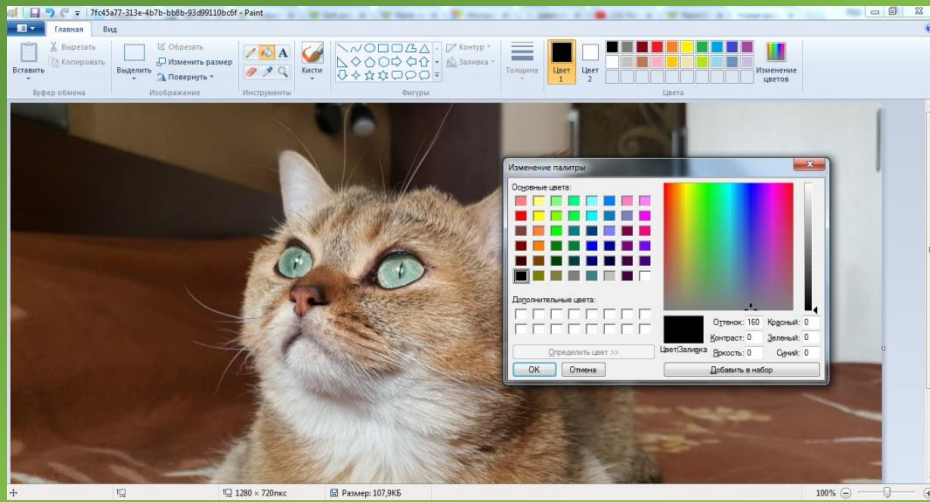 7fc45a77-313e-4b7b-bb8b-93d99110bc6f - Paint
Главная Вид
Вставить
Вырезать
Копировать
Буфер обмена
Выделить
Обрезать
Изменить размер
Повернуть
Изображение
A
Инструменты
Кисти
Контур
Заливка
Фигуры
Толщина
Цвет 1
Цвет 2
Изменение цветов
Цвета
Изменение палитры
Основные цвета:
Дополнительные цвета:
Определить цвет >>
OK Отмена
Цвет|Заливка
Оттенок: 160 Красный: 0
Контраст: 0 Зеленый: 0
Яркость: 0 Синий: 0
Добавить в набор
1280 × 720пкс Размер: 107,9КБ 100%